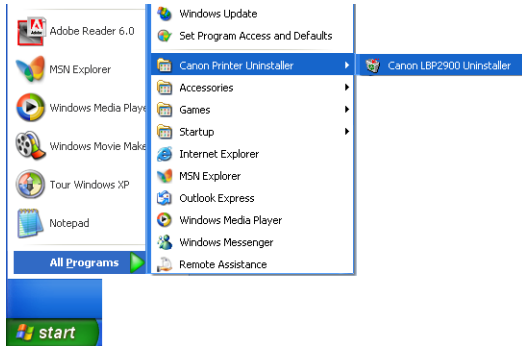 Adobe Reader 6.0
MSN Explorer
Windows Media Playe
Windows Movie Make
Tour Windows XP
Notepad
All Programs
start
Windows Update
Set Program Access and Defaults
Canon Printer Uninstaller
Accessories
Games
Startup
Internet Explorer
MSN Explorer
Outlook Express
Windows Media Player
Windows Messenger
Remote Assistance
Canon LBP2900 Uninstaller